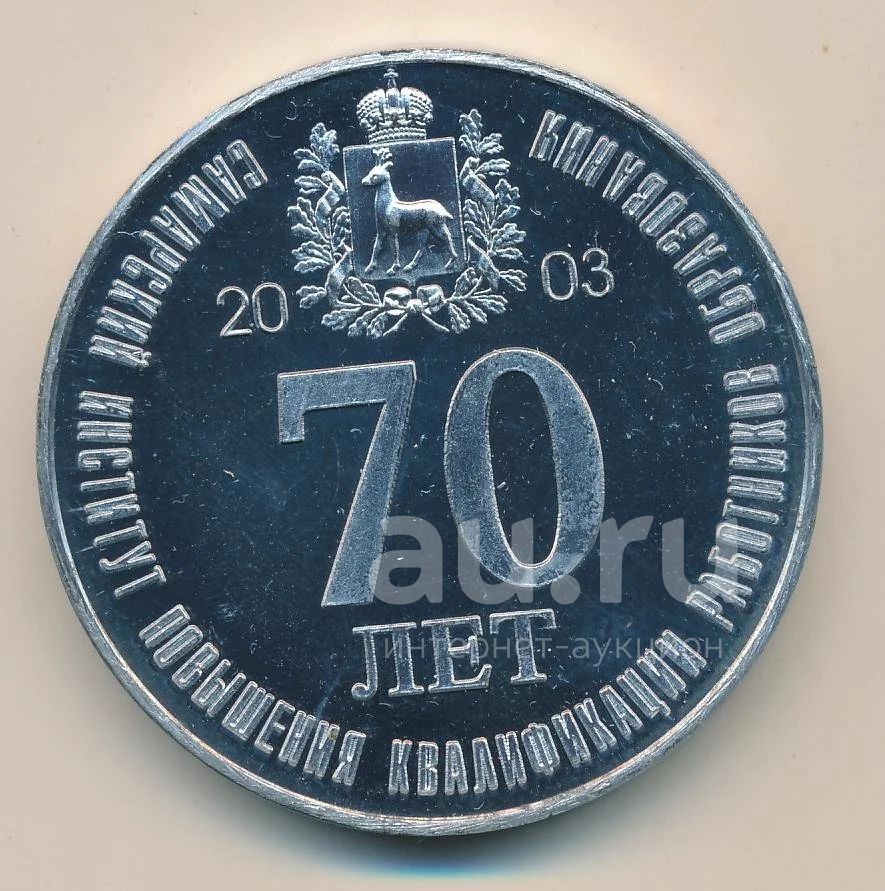 САМАРСКИЙ ИНСТИТУТ ПОВЫШЕНИЯ КВАЛИФИКАЦИИ РАБОТНИКОВ ОБРАЗОВАНИЯ
20 03
70
ЛЕТ
au.ru
интернет-аукцион